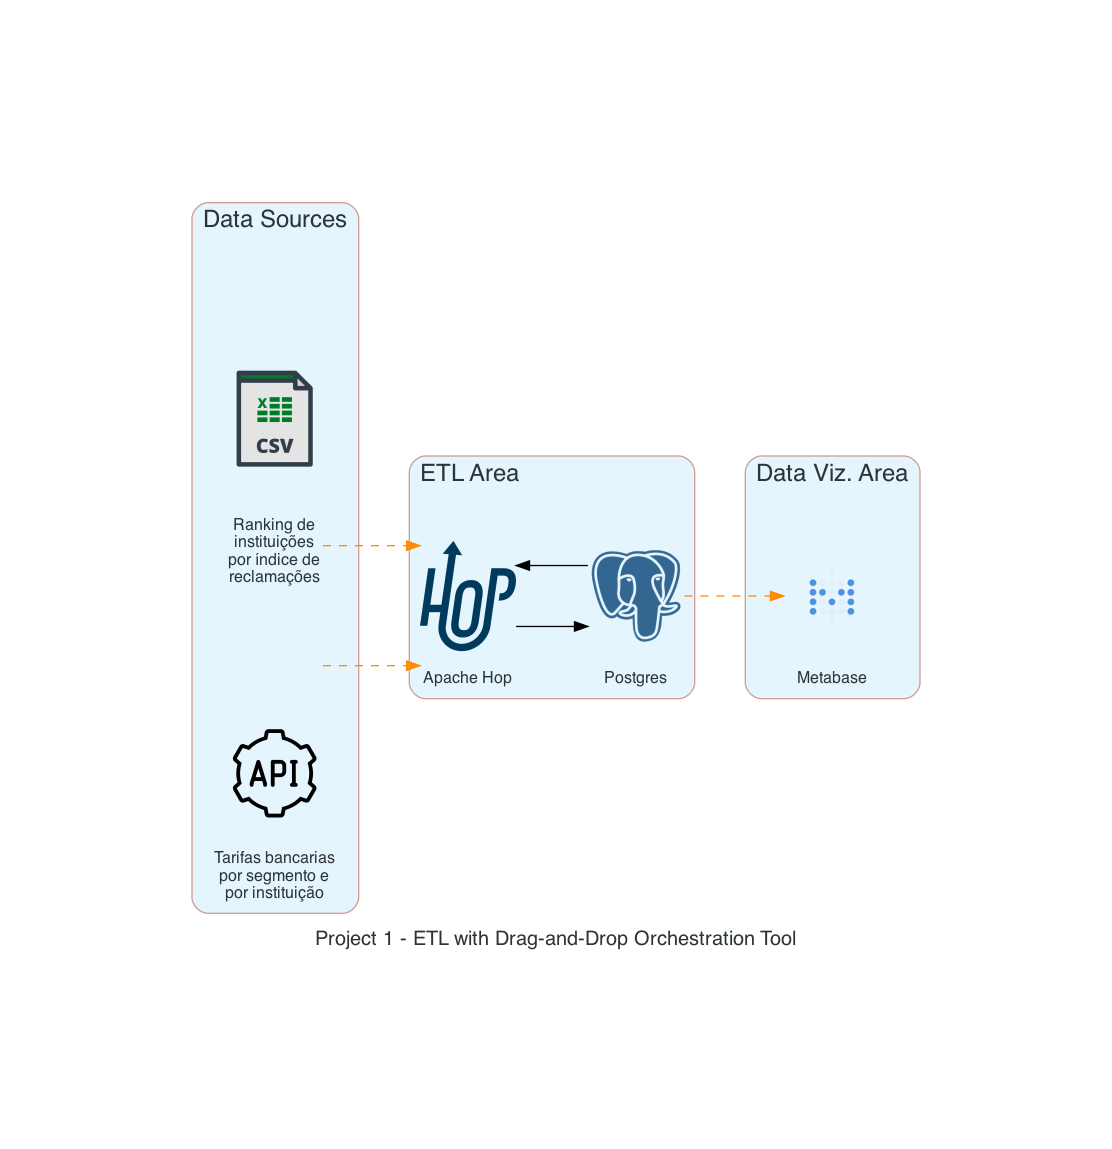 Data Sources
X
CSV
Ranking de
instituições
por índice de
reclamações
API
Tarifas bancarias
por segmento e
por instituição
ETL Area
HOP
Apache Hop
Postgres
Data Viz. Area
Metabase
Project 1 - ETL with Drag-and-Drop Orchestration Tool